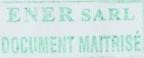 ENER SARL
DOCUMENT MAITRISÉ